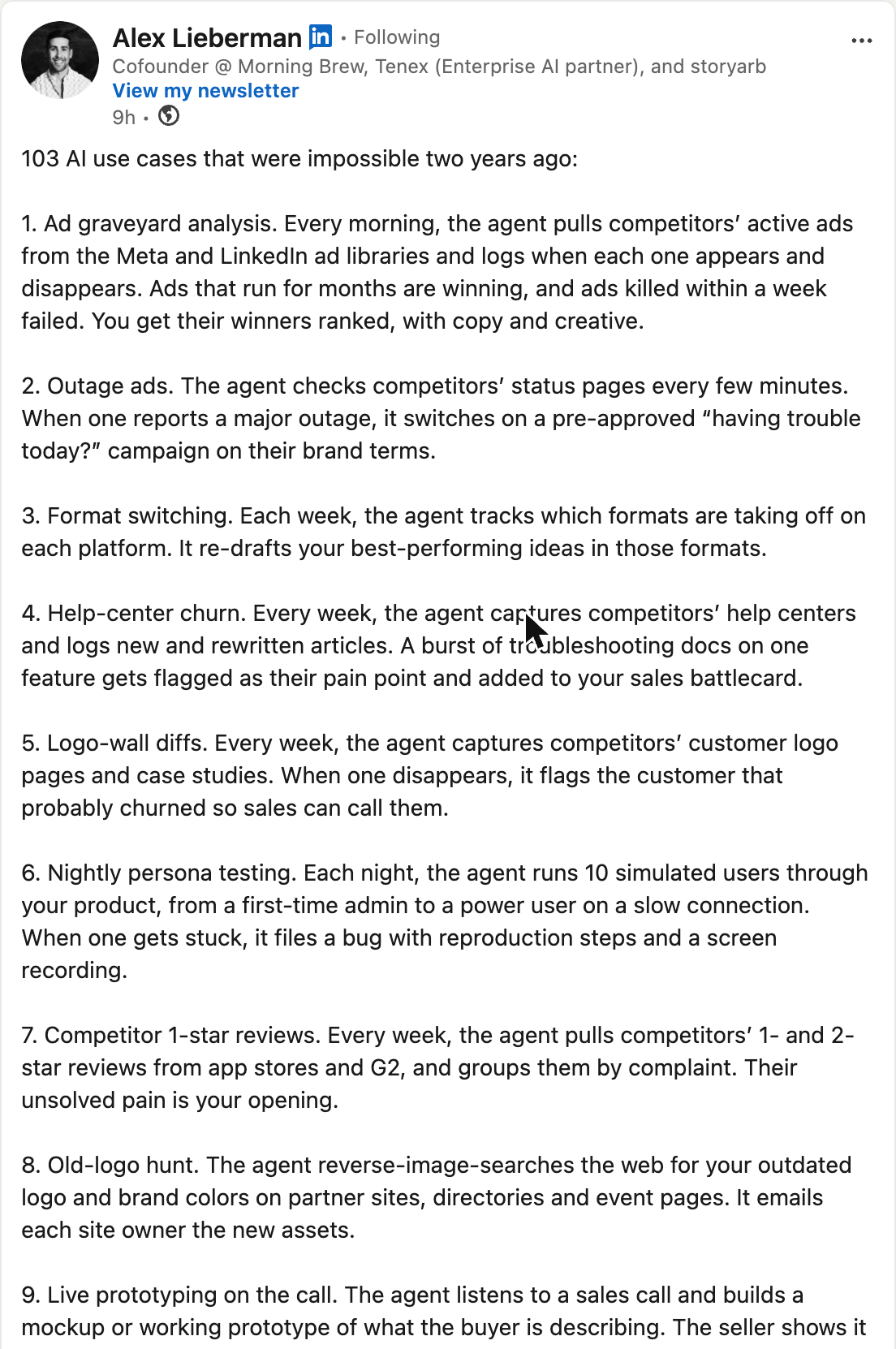 Alex Lieberman in • Following
Cofounder @ Morning Brew, Tenex (Enterprise AI partner), and storyarb
View my newsletter
9h •
103 AI use cases that were impossible two years ago:
1. Ad graveyard analysis. Every morning, the agent pulls competitors’ active ads
from the Meta and LinkedIn ad libraries and logs when each one appears and
disappears. Ads that run for months are winning, and ads killed within a week
failed. You get their winners ranked, with copy and creative.
2. Outage ads. The agent checks competitors’ status pages every few minutes.
When one reports a major outage, it switches on a pre-approved “having trouble
today?” campaign on their brand terms.
3. Format switching. Each week, the agent tracks which formats are taking off on
each platform. It re-drafts your best-performing ideas in those formats.
4. Help-center churn. Every week, the agent captures competitors’ help centers
and logs new and rewritten articles. A burst of troubleshooting docs on one
feature gets flagged as their pain point and added to your sales battlecard.
5. Logo-wall diffs. Every week, the agent captures competitors’ customer logo
pages and case studies. When one disappears, it flags the customer that
probably churned so sales can call them.
6. Nightly persona testing. Each night, the agent runs 10 simulated users through
your product, from a first-time admin to a power user on a slow connection.
When one gets stuck, it files a bug with reproduction steps and a screen
recording.
7. Competitor 1-star reviews. Every week, the agent pulls competitors’ 1- and 2-
star reviews from app stores and G2, and groups them by complaint. Their
unsolved pain is your opening.
8. Old-logo hunt. The agent reverse-image-searches the web for your outdated
logo and brand colors on partner sites, directories and event pages. It emails
each site owner the new assets.
9. Live prototyping on the call. The agent listens to a sales call and builds a
mockup or working prototype of what the buyer is describing. The seller shows it